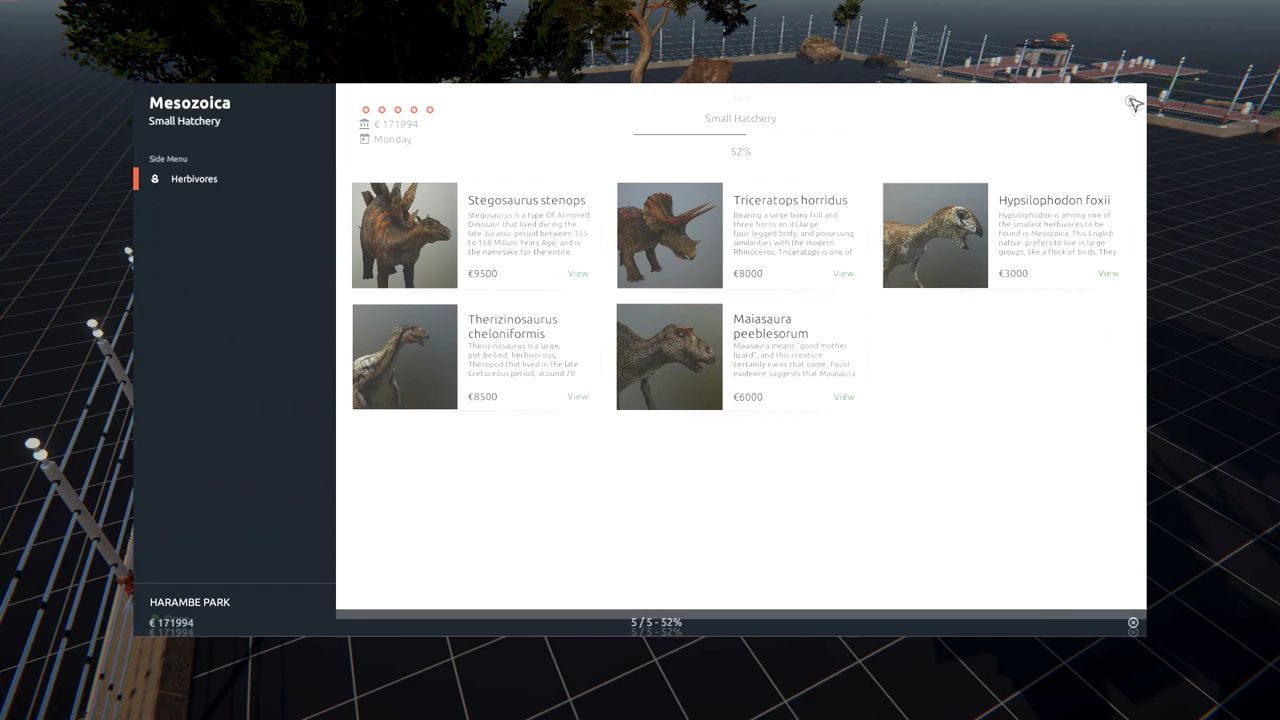 Mesozoica
Small Hatchery
Side Menu
Herbivores
€ 171994
Monday
Small Hatchery
52%
Stegosaurus stenops
Stegosaurus is a type Of Armored
Dinosaur that lived during the
late Jurassic period between 155
to 150 Million Years Ago, and is
the namesake for the entire
€9500
View
Triceratops horridus
Bearing a large bony frill and
three horns on its large
four-legged body, and possessing
similarities with the modern
Rhinoceros, Triceratops is one of
€8000
View
Hypsilophodon foxii
Hypsilophodon is among one of
the smallest herbivores to be
found in Mesozoica. This English
native prefers to live in large
groups, like a flock of birds. They
€3000
View
Therizinosaurus
cheloniformis
Therizinosaurus is a large,
pot-bellied, herbivorous,
Theropod that lived in the late
Cretaceous period, around 70
€8500
View
Maiasaura
peeblesorum
Maiasaura means "good mother
lizard", and this creature
certainly earns that name. Fossil
evidence suggests that Maiasaura
€6000
View
HARAMBE PARK
€ 171994
€ 171994
5 / 5 - 52%
5 / 5 - 52%